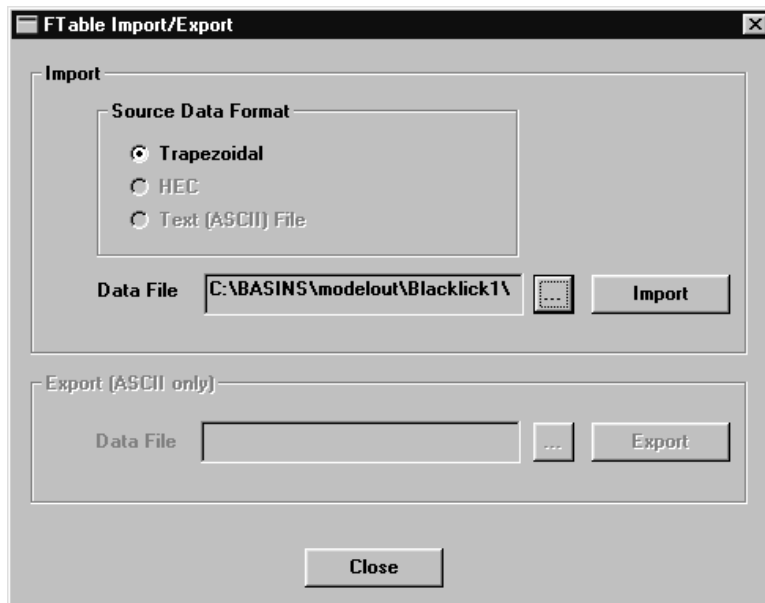 FTable Import/Export
Import
Source Data Format
Trapezoidal
HEC
Text (ASCII) File
Data File C:\BASINS\modelout\Blacklick1\ ... Import
Export (ASCII only)
Data File ... Export
Close